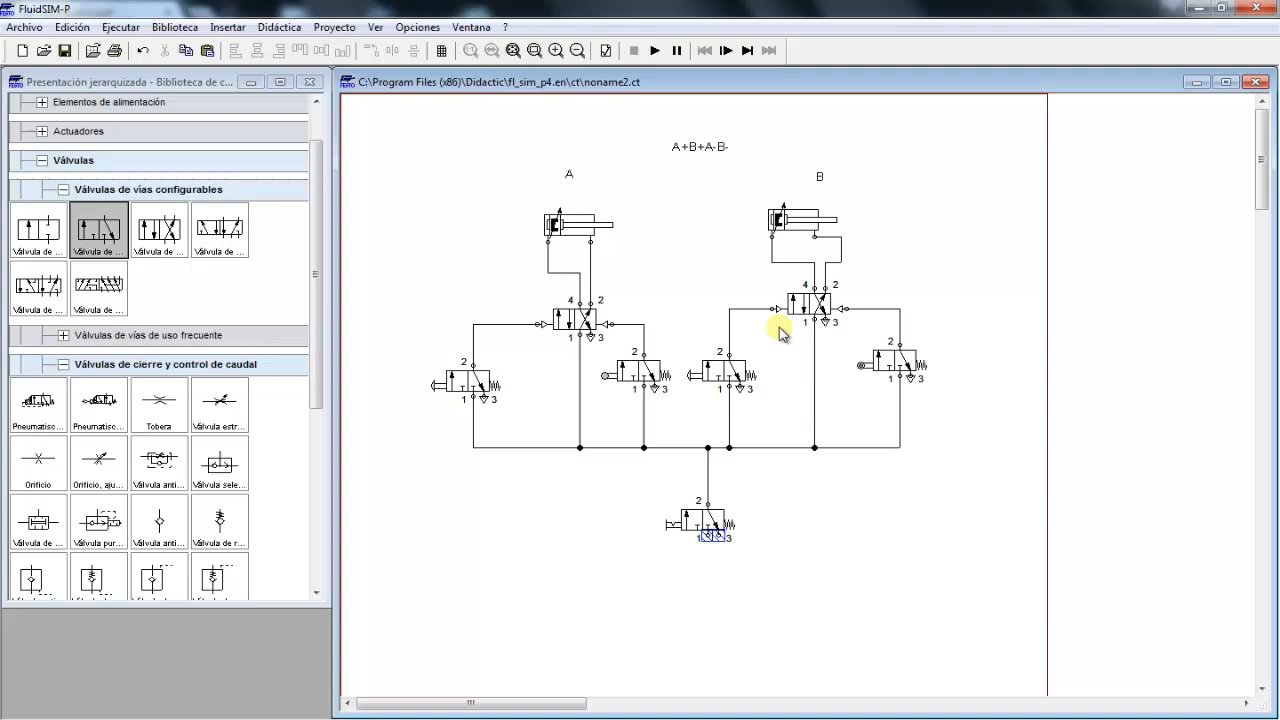 FluidSIM-P
Archivo Edición Ejecutar Biblioteca Insertar Didáctica Proyecto Ver Opciones Ventana ?
FESTO Presentación jerarquizada - Biblioteca de c...
FESTO C:\Program Files (x86)\Didactic\fl_sim_p4.en\ct\noname2.ct
Elementos de alimentación
Actuadores
Válvulas
Válvulas de vías configurables
Válvula de ... Válvula de ... Válvula de ... Válvula de ...
Válvula de ... Válvula de ...
Válvulas de vías de uso frecuente
Válvulas de cierre y control de caudal
Pneumatisc... Pneumatisc... Tobera Válvula estr...
Orificio Orificio, aju... Válvula anti... Válvula sele...
Válvula de ... Válvula pur... Válvula anti... Válvula de r...
A+B+A-B-
A
B
4 2
1 3
4 2
1 3
2
1 3
2
1 3
2
1 3
2
1 3
2
1 3